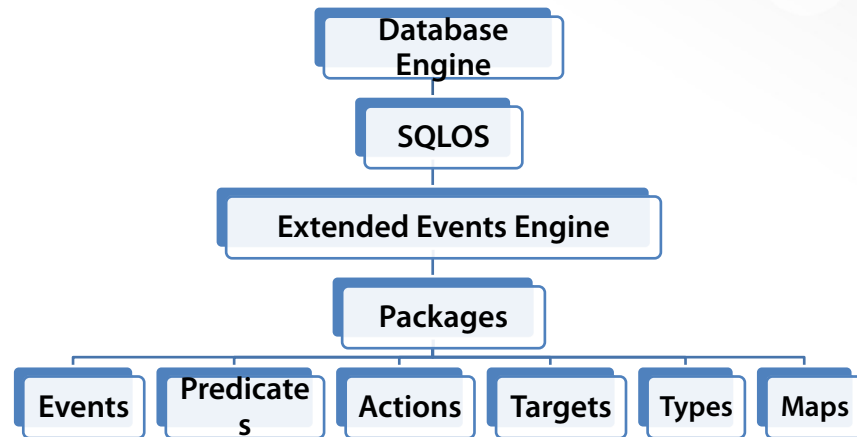 Database
Engine
SQLOS
Extended Events Engine
Packages
Events
Predicate
s
Actions
Targets
Types
Maps